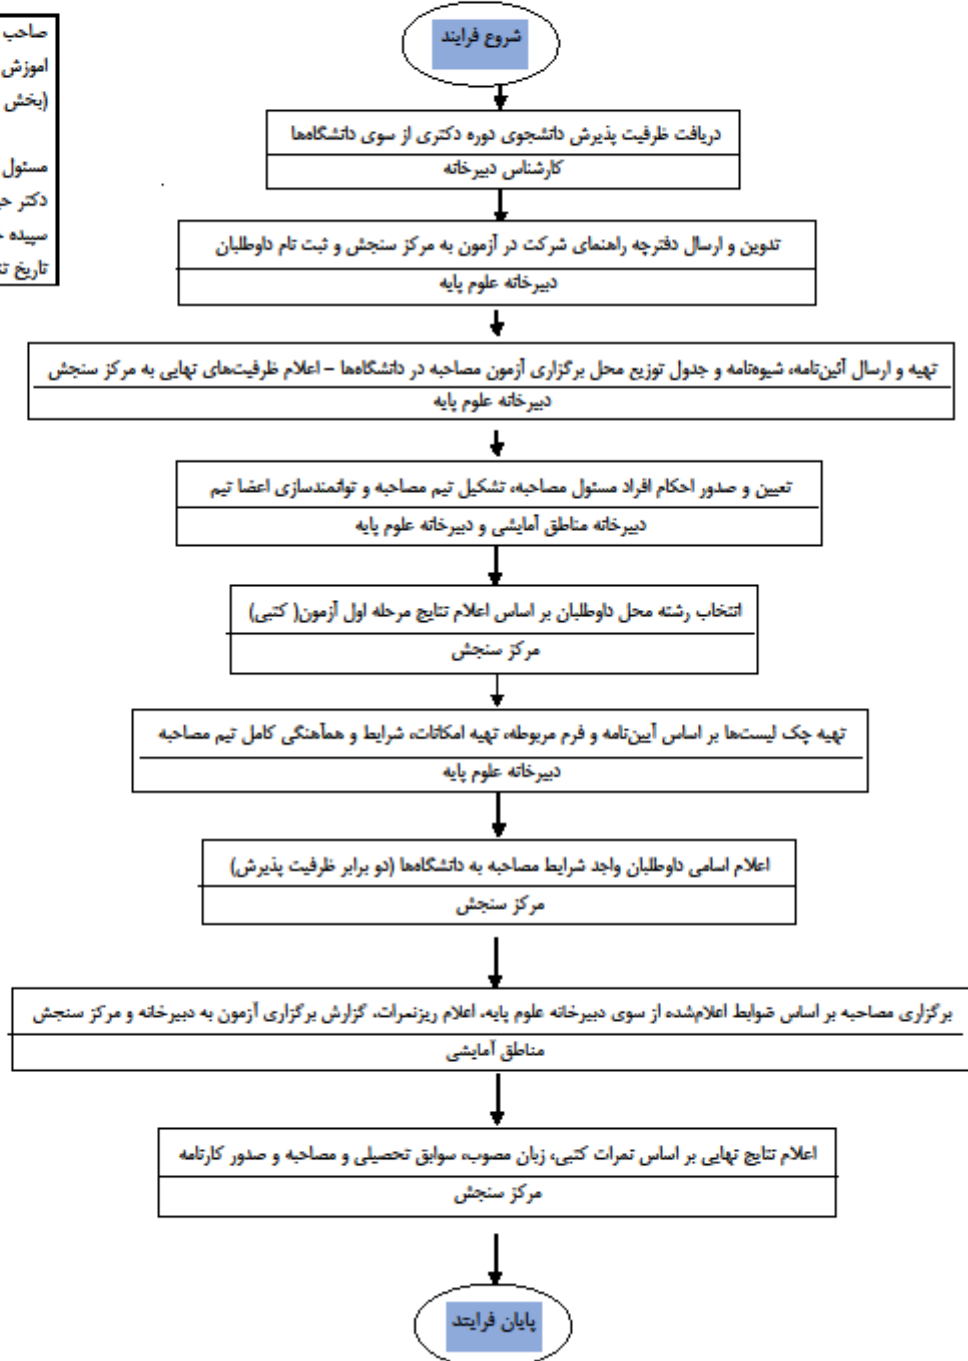 شروع فرایند
صاحب
اموزش
(بخش
مسئول
دکتر
سپیده
تاریخ
دریافت ظرفیت پذیرش دانشجوی دوره دکتری از سوی دانشگاه‌ها
کارشناس دبیرخانه
تدوین و ارسال دفترچه راهنمای شرکت در آزمون به مرکز سنجش و ثبت نام داوطلبان
دبیرخانه علوم پایه
تهیه و ارسال آئین‌نامه، شیوه‌نامه و جدول توزیع محل برگزاری آزمون مصاحبه در دانشگاه‌ها – اعلام ظرفیت‌های نهایی به مرکز سنجش
دبیرخانه علوم پایه
تعیین و صدور احکام افراد مسئول مصاحبه، تشکیل تیم مصاحبه و توانمندسازی اعضا تیم
دبیرخانه مناطق آمایشی و دبیرخانه علوم پایه
انتخاب رشته محل داوطلبان بر اساس اعلام نتایج مرحله اول آزمون( کتبی)
مرکز سنجش
تهیه چک لیست‌ها بر اساس آیین‌نامه و فرم مربوطه، تهیه امکانات، شرایط و همآهنگی کامل تیم مصاحبه
دبیرخانه علوم پایه
اعلام اسامی داوطلبان واجد شرایط مصاحبه به دانشگاه‌ها (دو برابر ظرفیت پذیرش)
مرکز سنجش
برگزاری مصاحبه بر اساس ضوابط اعلام‌شده از سوی دبیرخانه علوم پایه، اعلام ریزنمرات، گزارش برگزاری آزمون به دبیرخانه و مرکز سنجش
مناطق آمایشی
اعلام نتایج نهایی بر اساس نمرات کتبی، زبان مصوب، سوابق تحصیلی و مصاحبه و صدور کارنامه
مرکز سنجش
پایان فرایند